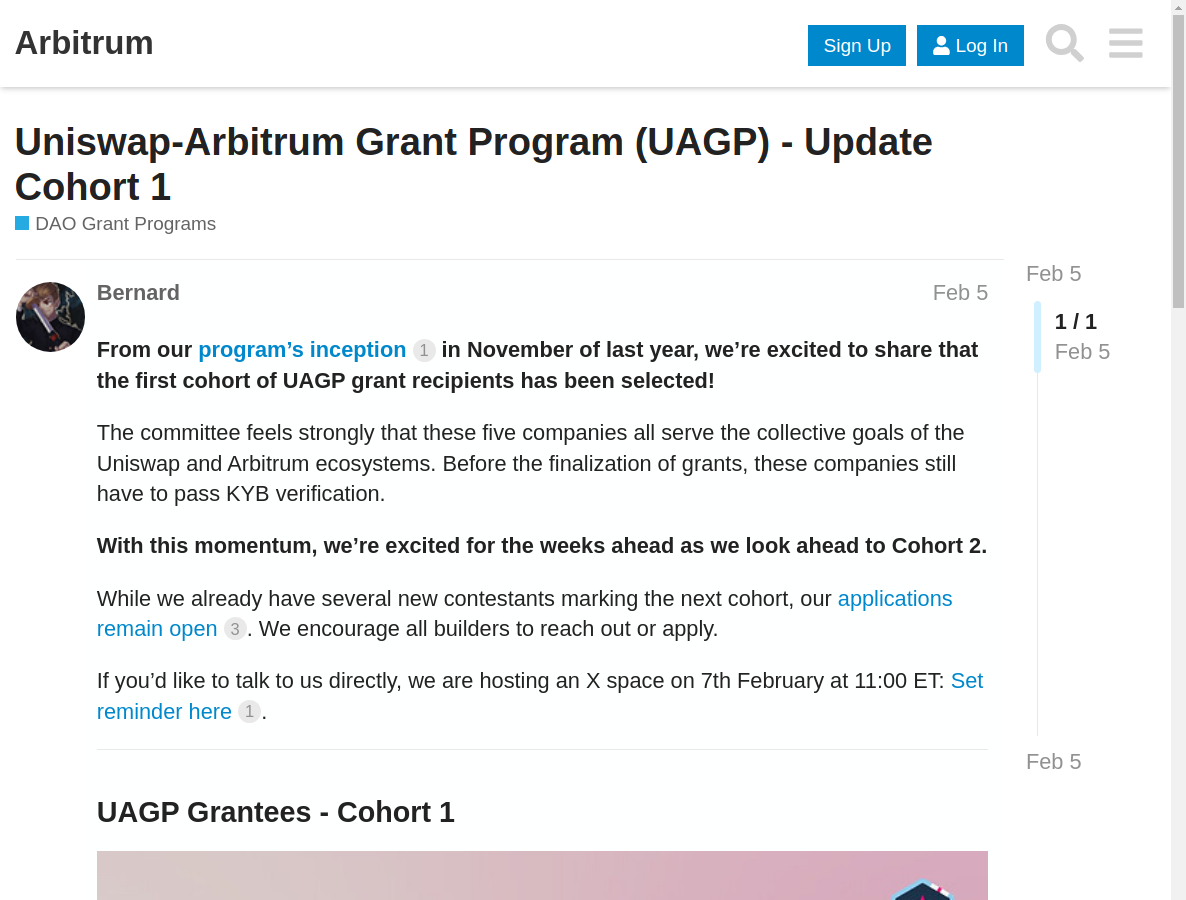 Arbitrum
Sign Up
Log In
Uniswap-Arbitrum Grant Program (UAGP) - Update
Cohort 1
DAO Grant Programs
Bernard
Feb 5
From our program’s inception 1 in November of last year, we’re excited to share that
the first cohort of UAGP grant recipients has been selected!
The committee feels strongly that these five companies all serve the collective goals of the
Uniswap and Arbitrum ecosystems. Before the finalization of grants, these companies still
have to pass KYB verification.
With this momentum, we’re excited for the weeks ahead as we look ahead to Cohort 2.
While we already have several new contestants marking the next cohort, our applications
remain open 3. We encourage all builders to reach out or apply.
If you’d like to talk to us directly, we are hosting an X space on 7th February at 11:00 ET: Set
reminder here 1.
UAGP Grantees - Cohort 1
Feb 5
1 / 1
Feb 5
Feb 5